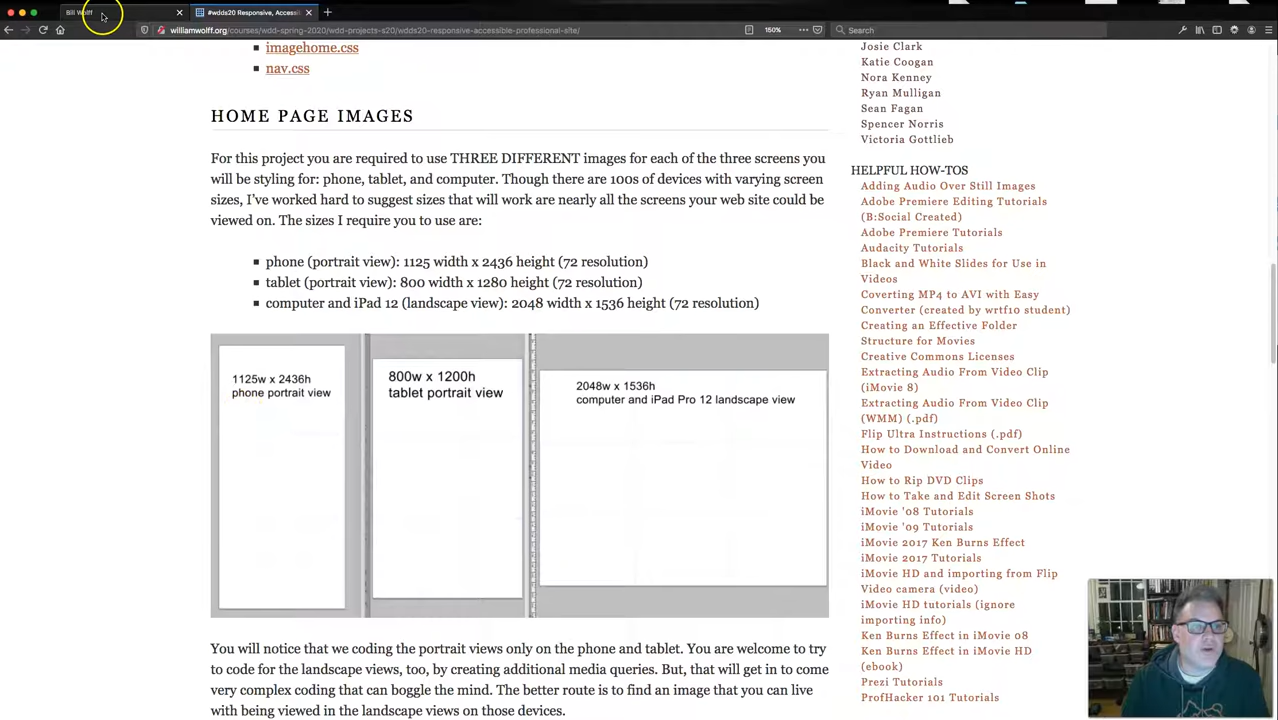 Bill Wolff
#wdds20 Responsive, Accessi
williamwolff.org/courses/wdd-spring-2020/wdd-projects-s20/wdds20-responsive-accessible-professional-site/
150%
Search
imagehome.css
nav.css
HOME PAGE IMAGES
For this project you are required to use THREE DIFFERENT images for each of the three screens you
will be styling for: phone, tablet, and computer. Though there are 100s of devices with varying screen
sizes, I've worked hard to suggest sizes that will work are nearly all the screens your web site could be
viewed on. The sizes I require you to use are:
phone (portrait view): 1125 width x 2436 height (72 resolution)
tablet (portrait view): 800 width x 1280 height (72 resolution)
computer and iPad 12 (landscape view): 2048 width x 1536 height (72 resolution)
1125w x 2436h
phone portrait view
800w x 1200h
tablet portrait view
2048w x 1536h
computer and iPad Pro 12 landscape view
You will notice that we coding the portrait views only on the phone and tablet. You are welcome to try
to code for the landscape views, too, by creating additional media queries. But, that will get in to come
very complex coding that can boggle the mind. The better route is to find an image that you can live
with being viewed in the landscape views on those devices.
Josie Clark
Katie Coogan
Nora Kenney
Ryan Mulligan
Sean Fagan
Spencer Norris
Victoria Gottlieb
HELPFUL HOW-TOS
Adding Audio Over Still Images
Adobe Premiere Editing Tutorials
(B:Social Created)
Adobe Premiere Tutorials
Audacity Tutorials
Black and White Slides for Use in
Videos
Coverting MP4 to AVI with Easy
Converter (created by wrtf10 student)
Creating an Effective Folder
Structure for Movies
Creative Commons Licenses
Extracting Audio From Video Clip
(iMovie 8)
Extracting Audio From Video Clip
(WMM) (.pdf)
Flip Ultra Instructions (.pdf)
How to Download and Convert Online
Video
How to Rip DVD Clips
How to Take and Edit Screen Shots
iMovie '08 Tutorials
iMovie '09 Tutorials
iMovie 2017 Ken Burns Effect
iMovie 2017 Tutorials
iMovie HD and importing from Flip
Video camera (video)
iMovie HD tutorials (ignore
importing info)
Ken Burns Effect in iMovie 08
Ken Burns Effect in iMovie HD
(ebook)
Prezi Tutorials
ProfHacker 101 Tutorials